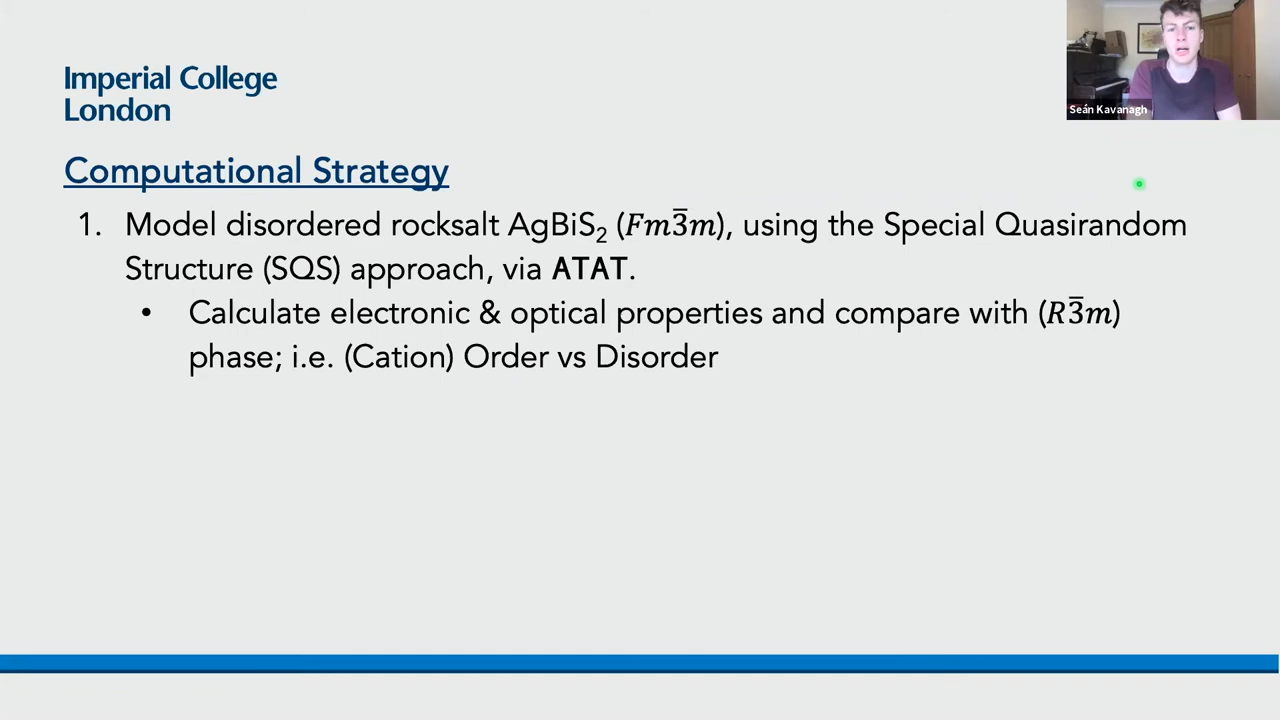 Imperial College
London
Seán Kavanagh
Computational Strategy
1. Model disordered rocksalt AgBiS₂ (Fm3̅m), using the Special Quasirandom
Structure (SQS) approach, via ATAT.
• Calculate electronic & optical properties and compare with (R3̅m)
phase; i.e. (Cation) Order vs Disorder